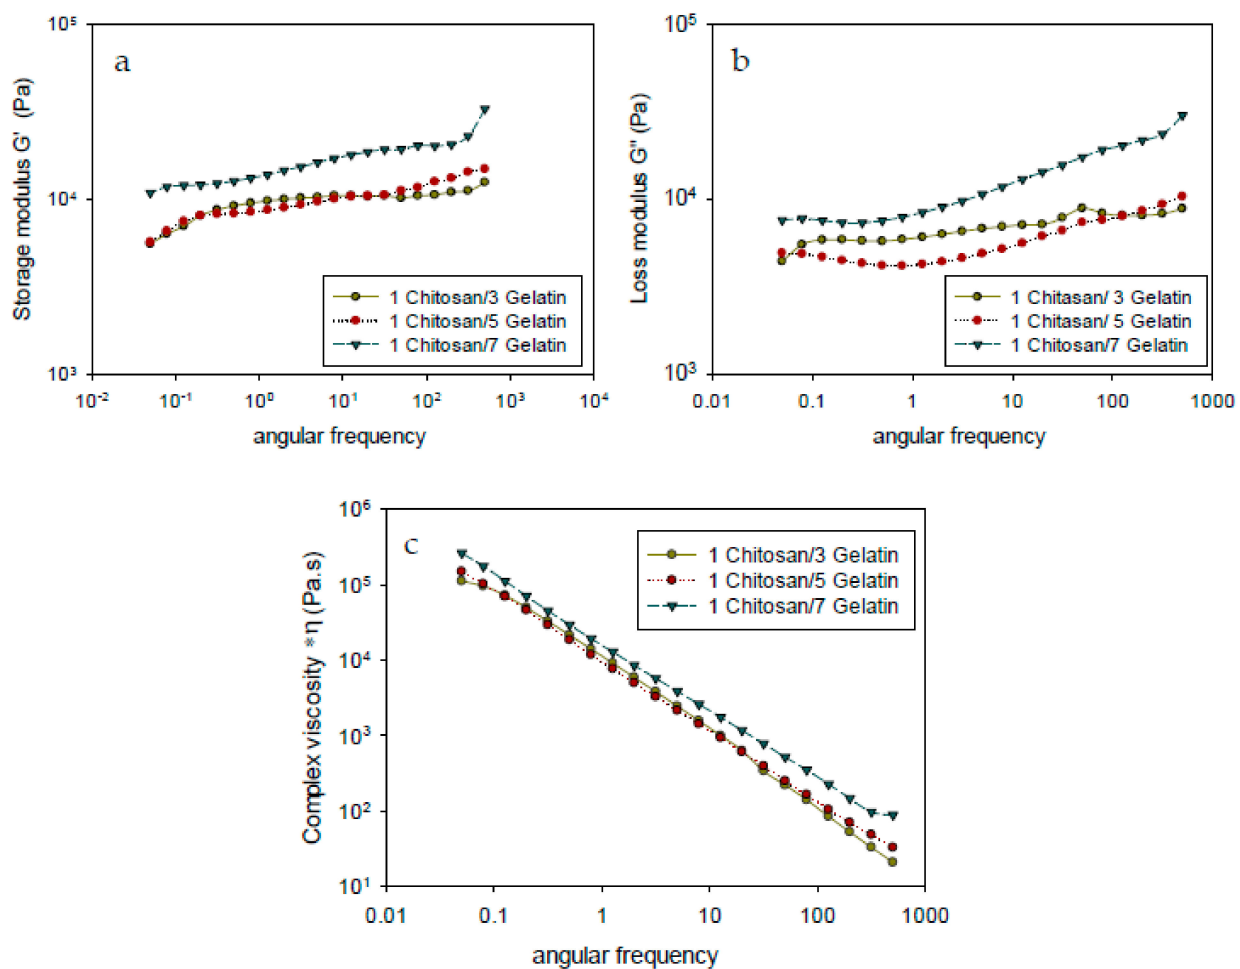 a
Storage modulus G' (Pa)
10⁵
10⁴
10³
1 Chitosan/3 Gelatin
1 Chitosan/5 Gelatin
1 Chitosan/7 Gelatin
10⁻² 10⁻¹ 10⁰ 10¹ 10² 10³ 10⁴
angular frequency
b
Loss modulus G" (Pa)
10⁵
10⁴
10³
1 Chitasan/ 3 Gelatin
1 Chitasan/ 5 Gelatin
1 Chitosan/7 Gelatin
0.01 0.1 1 10 100 1000
angular frequency
c
Complex viscosity *η (Pa.s)
10⁶
10⁵
10⁴
10³
10²
10¹
1 Chitosan/3 Gelatin
1 Chitosan/5 Gelatin
1 Chitosan/7 Gelatin
0.01 0.1 1 10 100 1000
angular frequency